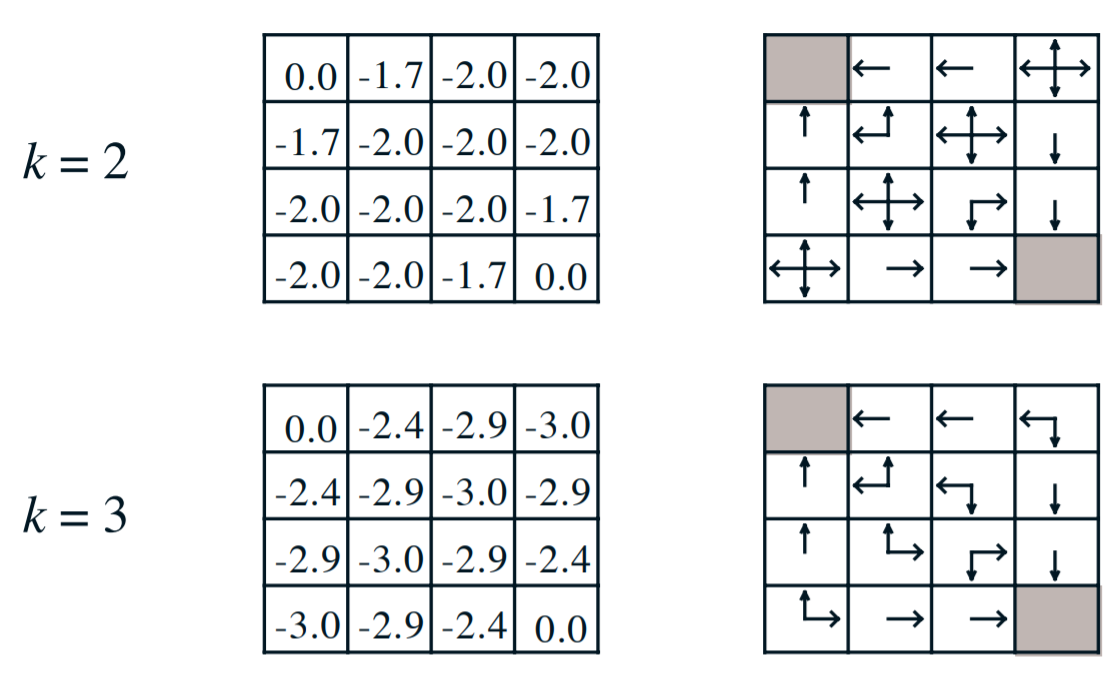 0.0 -1.7 -2.0 -2.0
-1.7 -2.0 -2.0 -2.0
k = 2
-2.0 -2.0 -2.0 -1.7
-2.0 -2.0 -1.7 0.0
0.0 -2.4 -2.9 -3.0
-2.4 -2.9 -3.0 -2.9
k = 3
-2.9 -3.0 -2.9 -2.4
-3.0 -2.9 -2.4 0.0